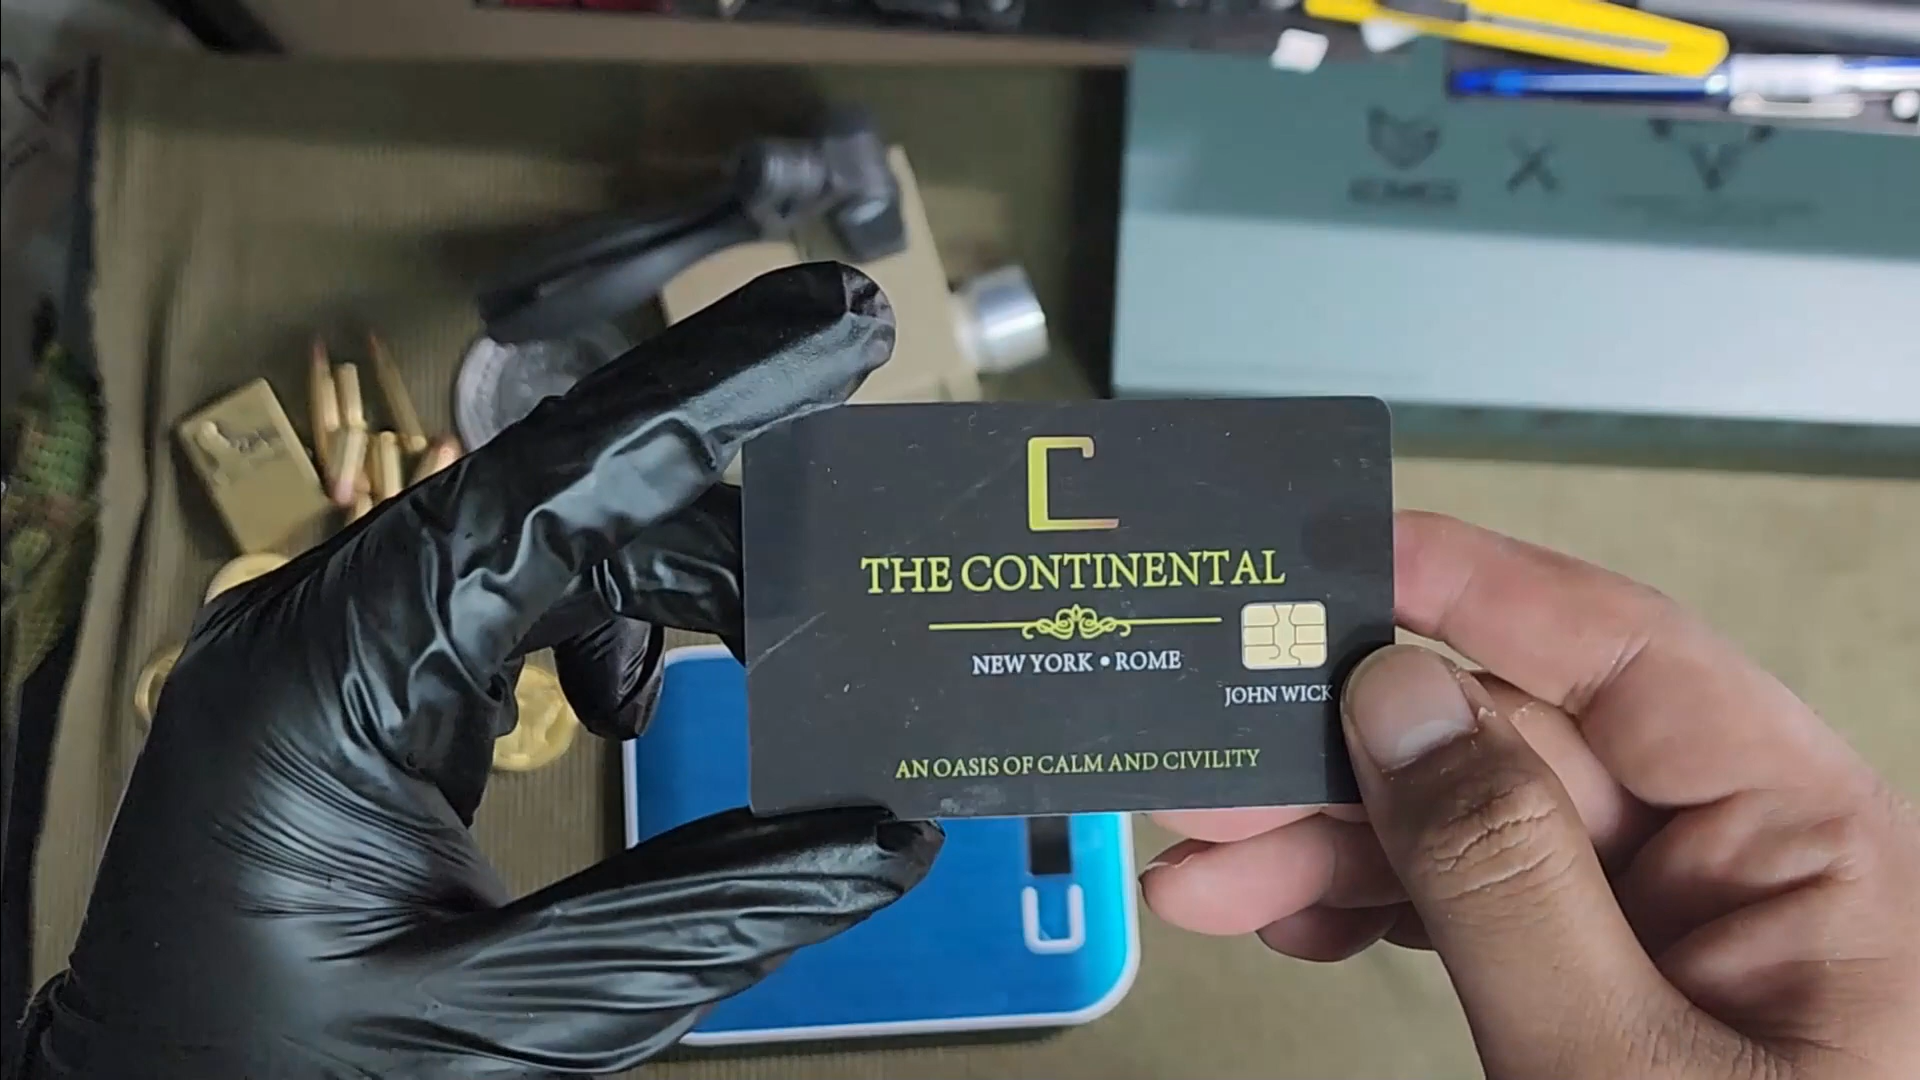 C
THE CONTINENTAL
NEW YORK • ROME
JOHN WICK
AN OASIS OF CALM AND CIVILITY